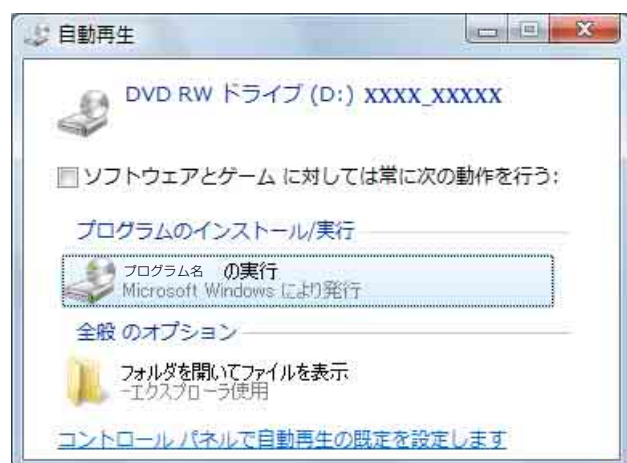 自動再生
DVD RW ドライブ (D:) XXXX_XXXXX
ソフトウェアとゲーム に対しては常に次の動作を行う:
プログラムのインストール/実行
プログラム名 の実行
Microsoft Windows により発行
全般 のオプション
フォルダを開いてファイルを表示
-エクスプローラ使用
コントロール パネルで自動再生の既定を設定します